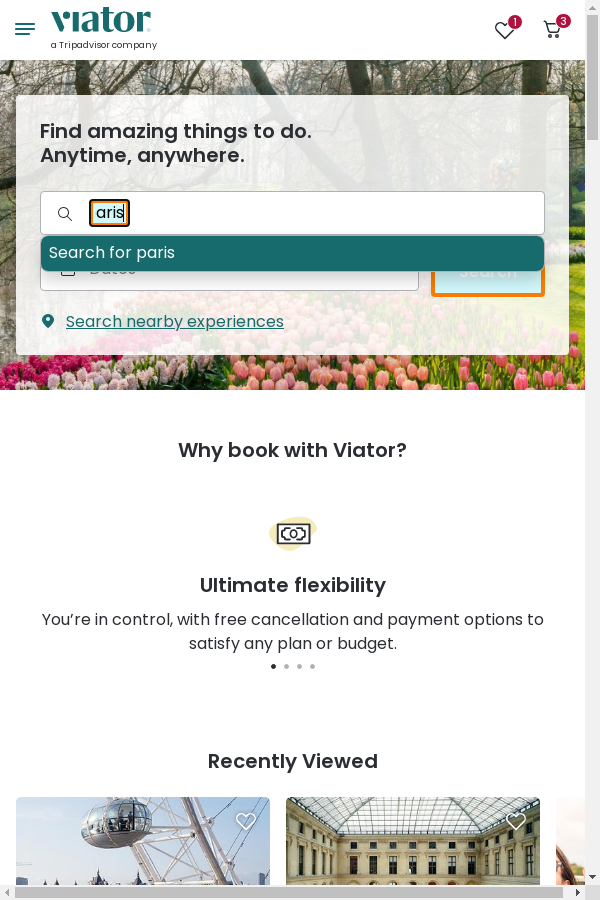 viator
a Tripadvisor company
1
3
Find amazing things to do.
Anytime, anywhere.
aris
Search for paris
Dates
Search
Search nearby experiences
Why book with Viator?
Ultimate flexibility
You're in control, with free cancellation and payment options to
satisfy any plan or budget.
Recently Viewed